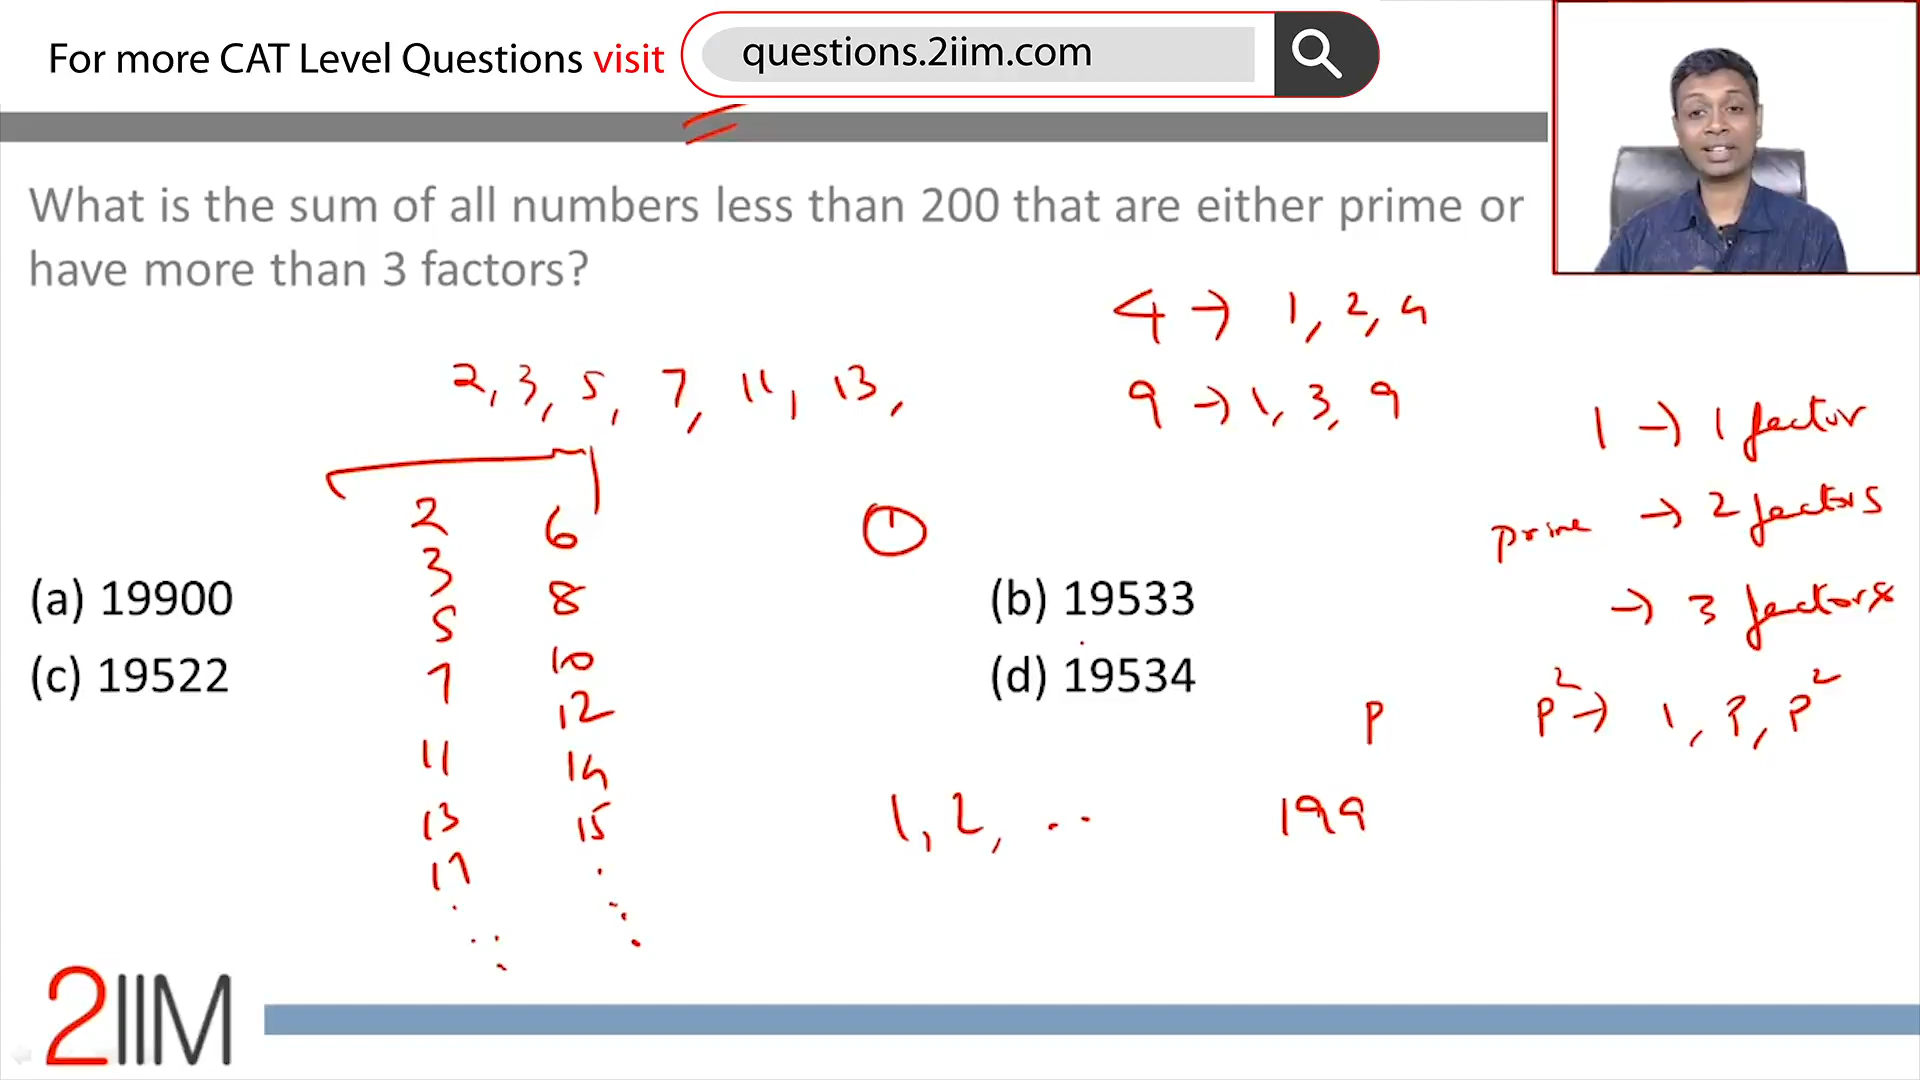 For more CAT Level Questions visit questions.2iim.com
What is the sum of all numbers less than 200 that are either prime or
have more than 3 factors?
4 → 1, 2, 4
2, 3, 5, 7, 11, 13,
9 → 1, 3, 9
1 → 1 factor
2 6
1
prime → 2 factors
3
(a) 19900
8
(b) 19533
→ 3 factors
5
10
(c) 19522
7
(d) 19534
12
p
p² → 1, p, p²
11 14
13 15
1, 2, .. 199
17
2IIM